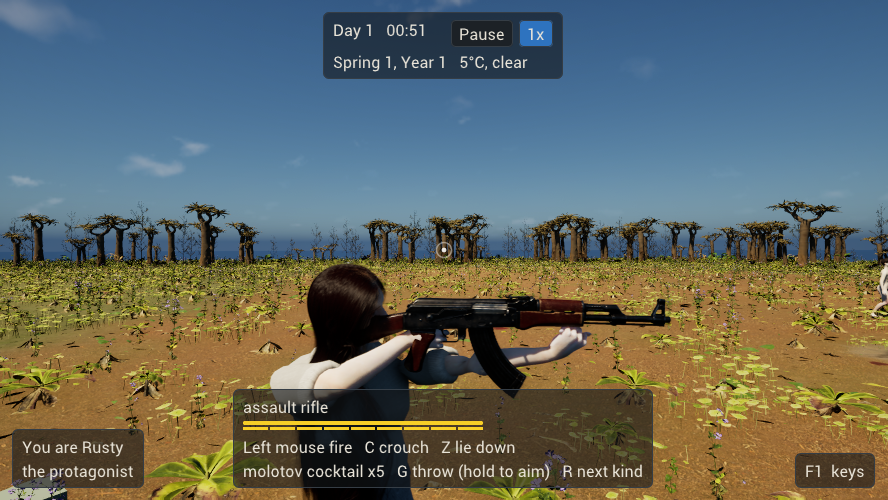 Day 1 00:51 Pause 1x
Spring 1, Year 1 5°C, clear
assault rifle
Left mouse fire C crouch Z lie down
molotov cocktail x5 G throw (hold to aim) R next kind
You are Rusty
the protagonist
F1 keys